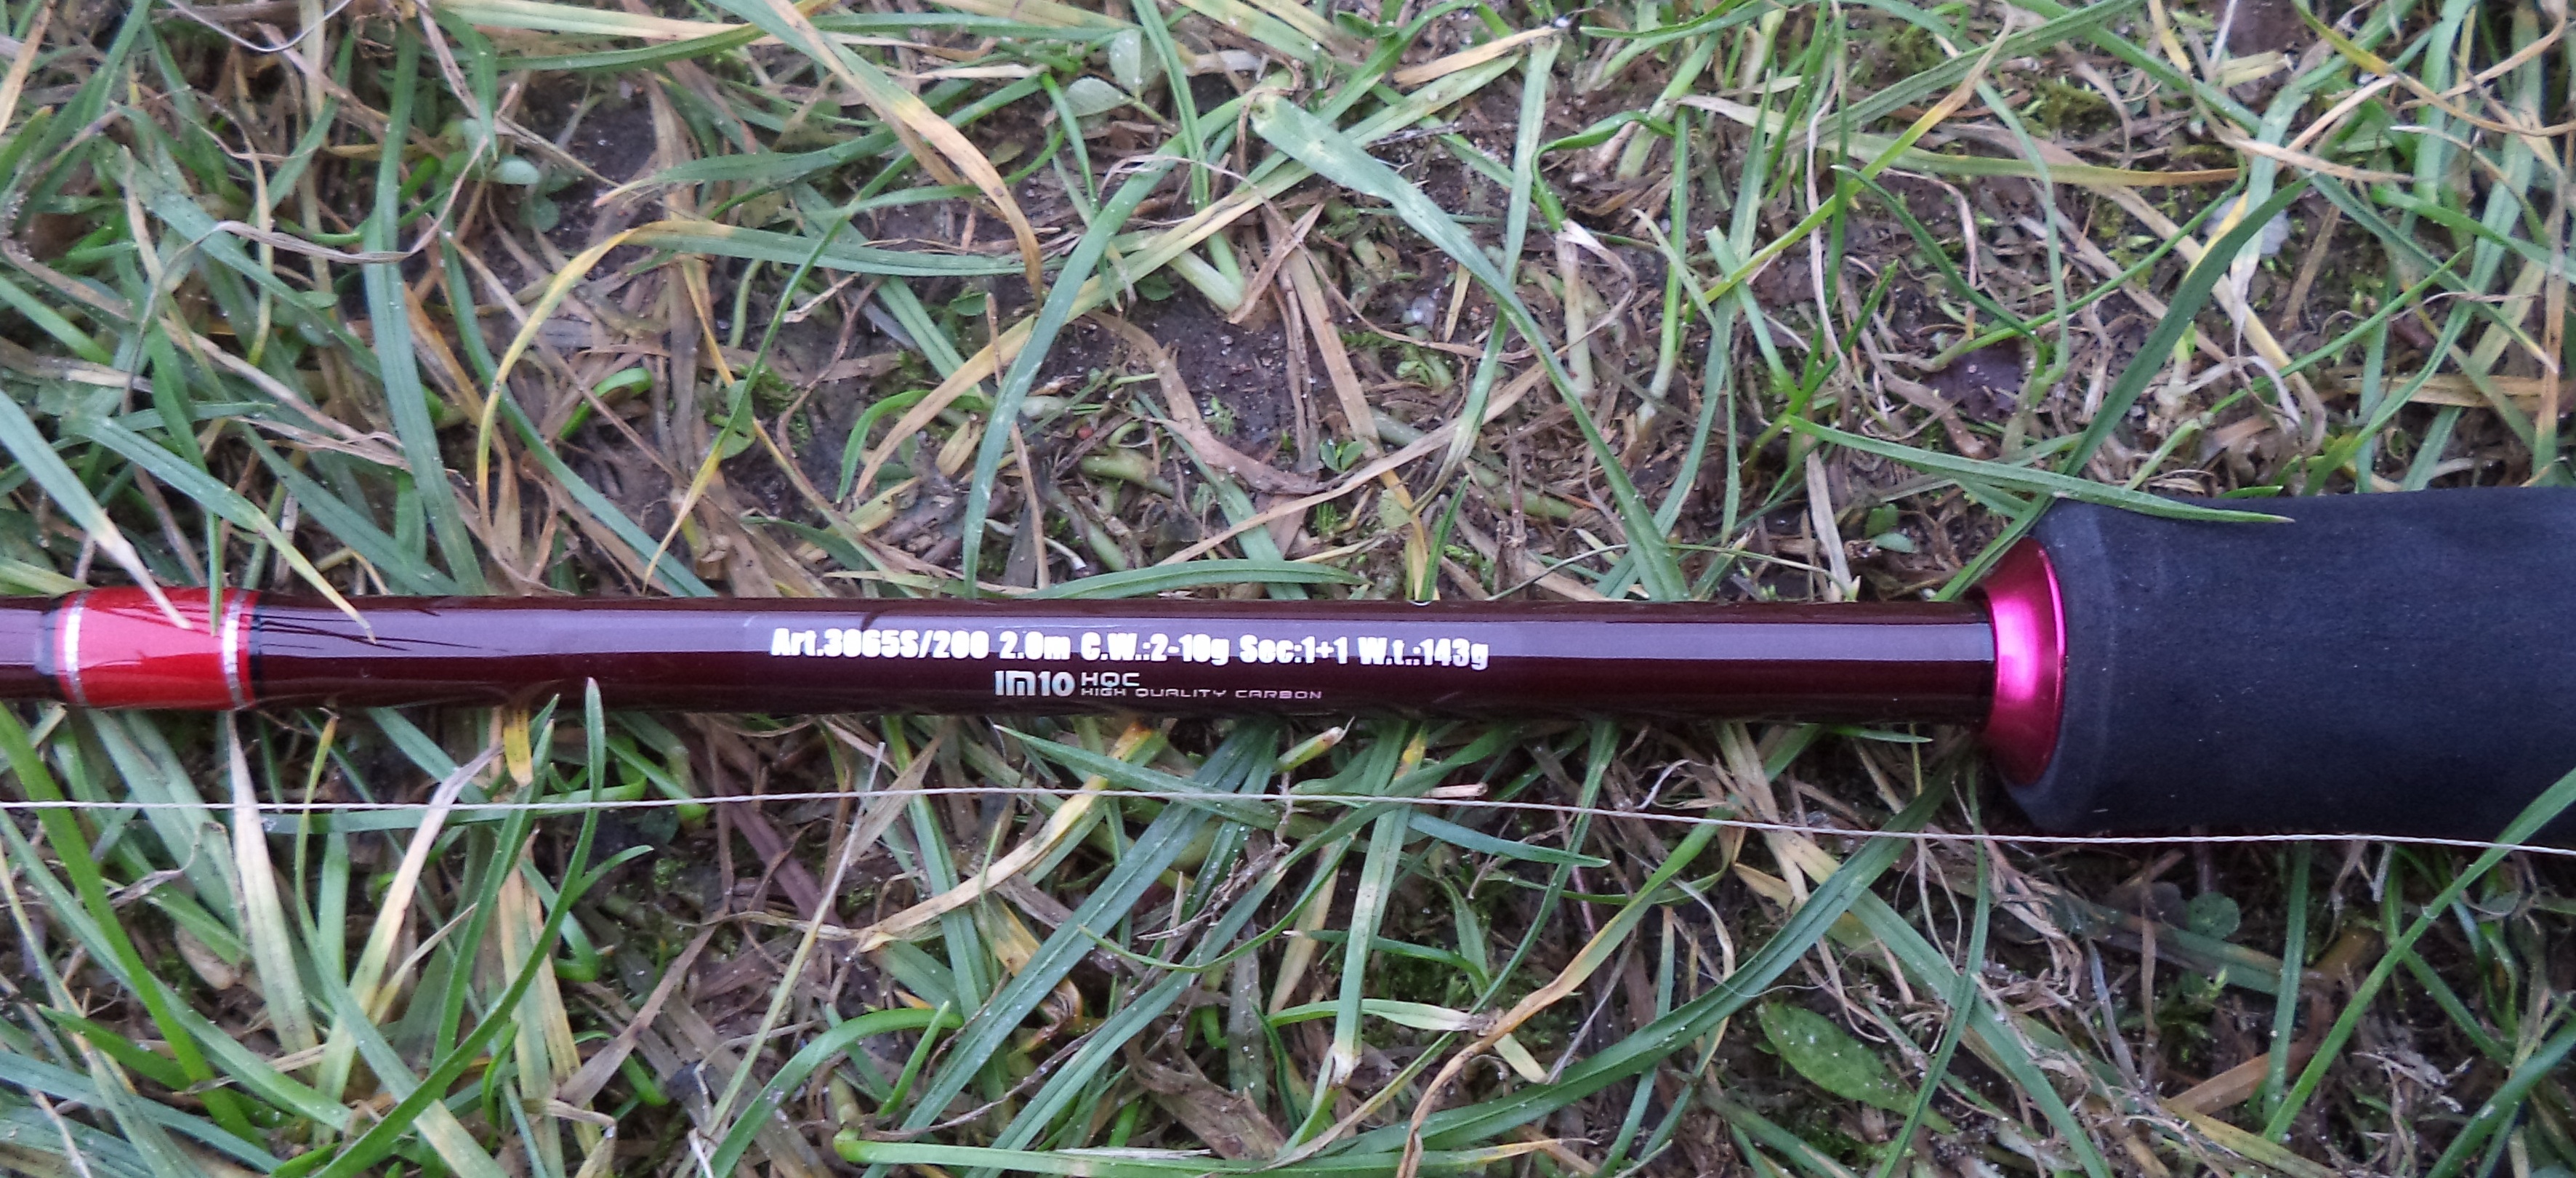 Art.3065S/200 2.0m C.W.:2-10g Sec:1+1 W.t.:143g
IM10 HQC
HIGH QUALITY CARBON